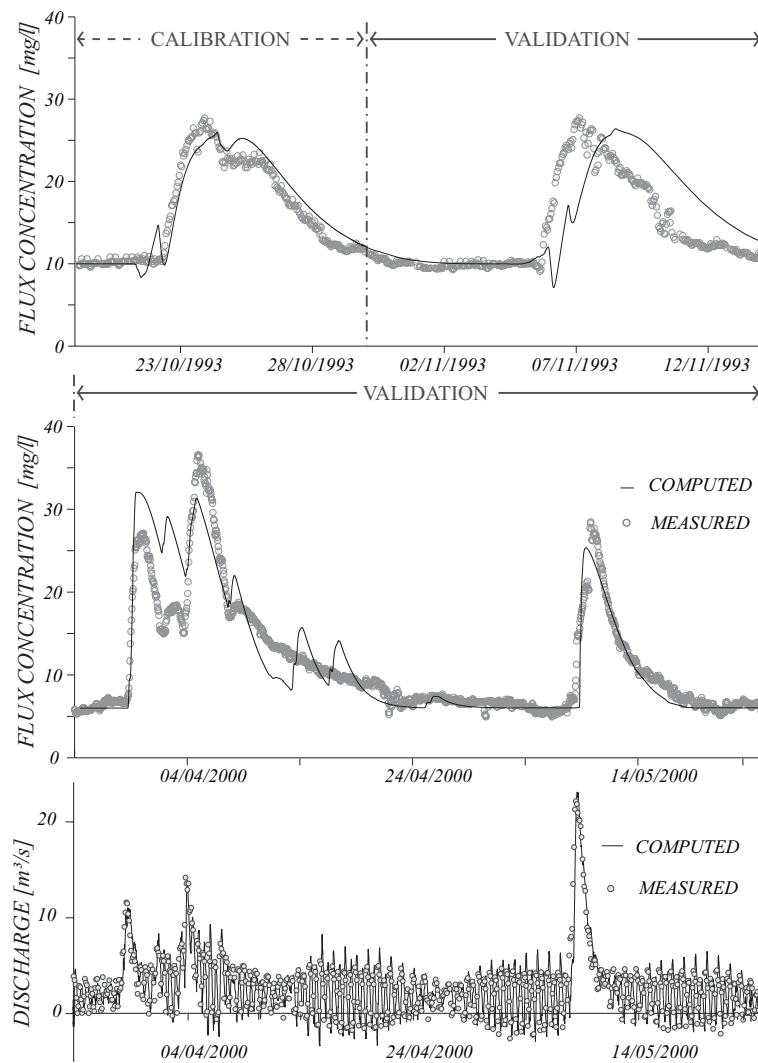 40
CALIBRATION
VALIDATION
30
20
10
0
FLUX CONCENTRATION [mg/l]
23/10/1993
28/10/1993
02/11/1993
07/11/1993
12/11/1993
VALIDATION
40
30
20
10
0
FLUX CONCENTRATION [mg/l]
COMPUTED
MEASURED
04/04/2000
24/04/2000
14/05/2000
20
10
0
DISCHARGE [m³/s]
COMPUTED
MEASURED
04/04/2000
24/04/2000
14/05/2000